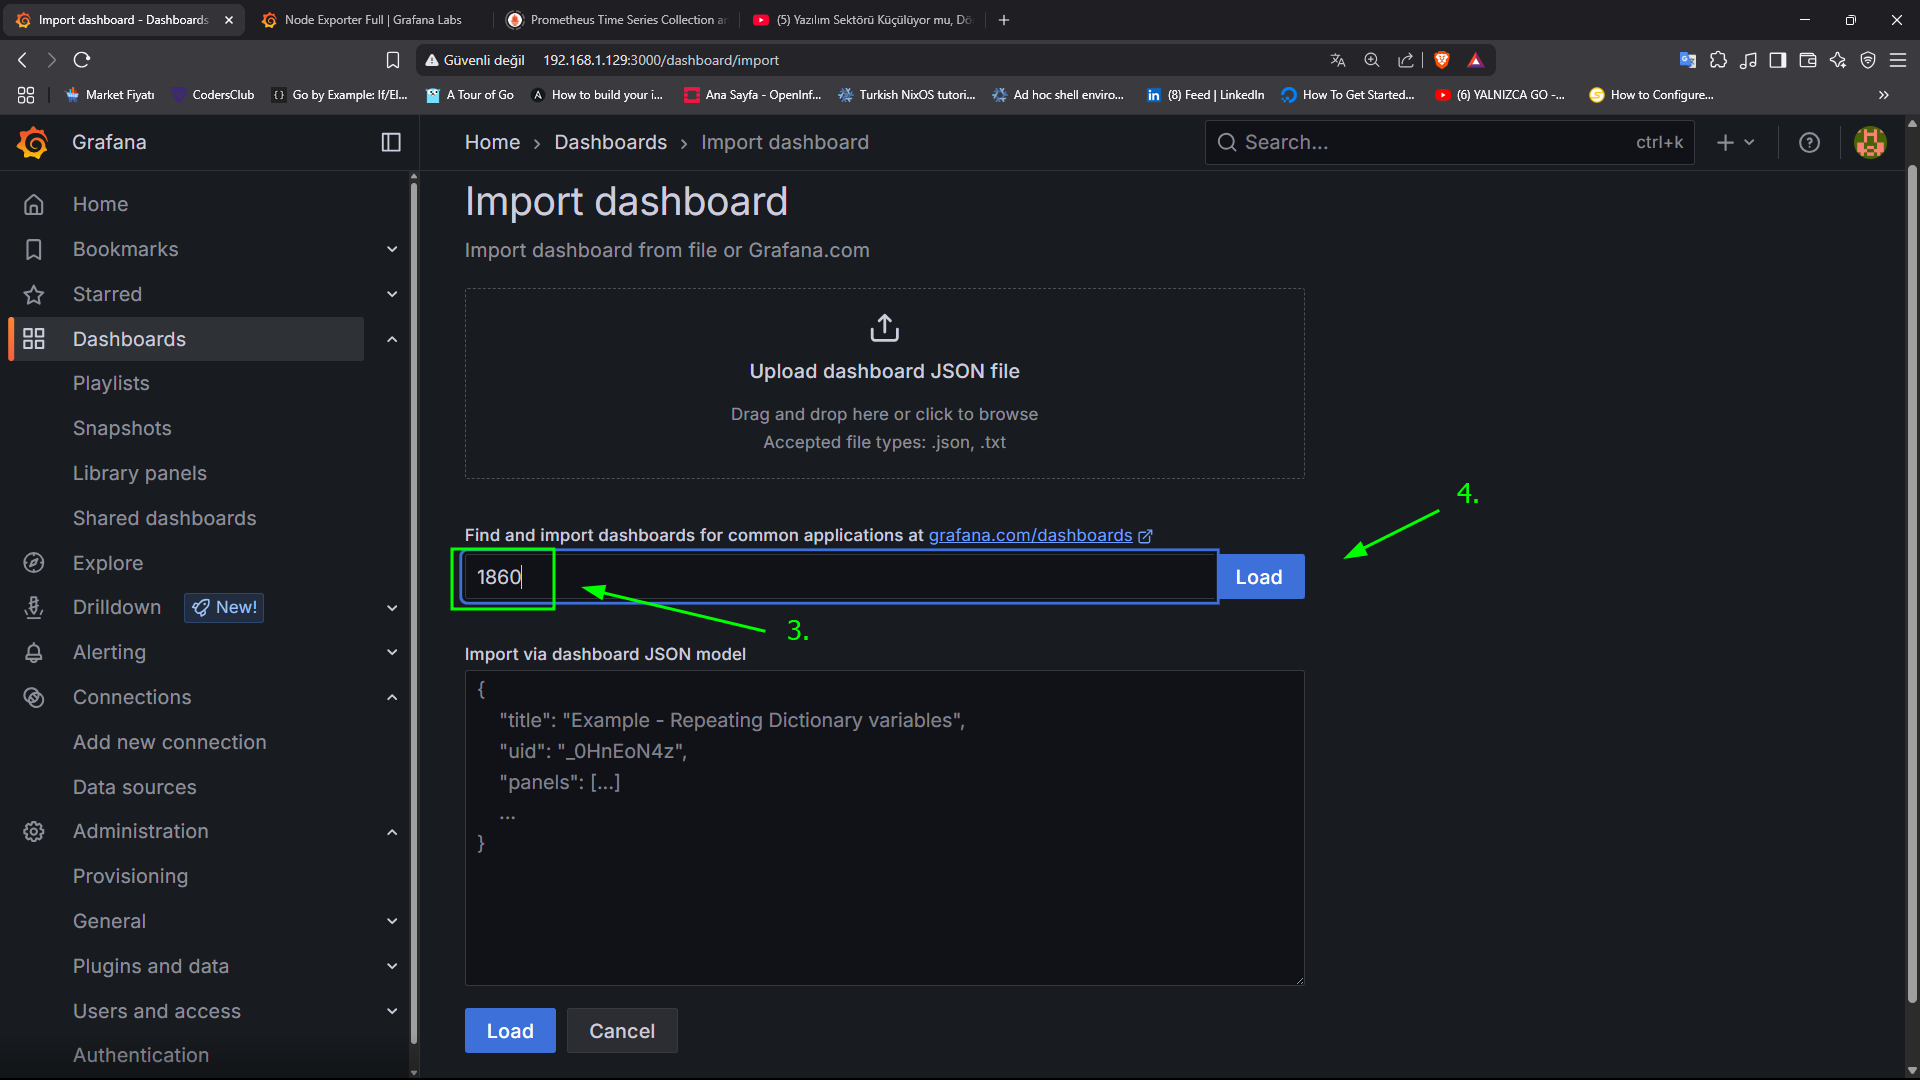 Import dashboard - Dashboards
Node Exporter Full | Grafana Labs
Prometheus Time Series Collection an
(5) Yazılım Sektörü Küçülüyor mu, Dö
Güvenli değil 192.168.1.129:3000/dashboard/import
Market Fiyatı
CodersClub
Go by Example: If/El...
A Tour of Go
How to build your i...
Ana Sayfa - OpenInf...
Turkish NixOS tutori...
Ad hoc shell enviro...
(8) Feed | LinkedIn
How To Get Started...
(6) YALNIZCA GO -...
How to Configure...
Grafana
Home › Dashboards › Import dashboard
Search... ctrl+k
Home
Bookmarks
Starred
Dashboards
Playlists
Snapshots
Library panels
Shared dashboards
Explore
Drilldown New!
Alerting
Connections
Add new connection
Data sources
Administration
Provisioning
General
Plugins and data
Users and access
Authentication
Import dashboard
Import dashboard from file or Grafana.com
Upload dashboard JSON file
Drag and drop here or click to browse
Accepted file types: .json, .txt
4.
Find and import dashboards for common applications at grafana.com/dashboards
1860 Load
3.
Import via dashboard JSON model
{
"title": "Example - Repeating Dictionary variables",
"uid": "_0HnEoN4z",
"panels": [...]
...
}
Load Cancel